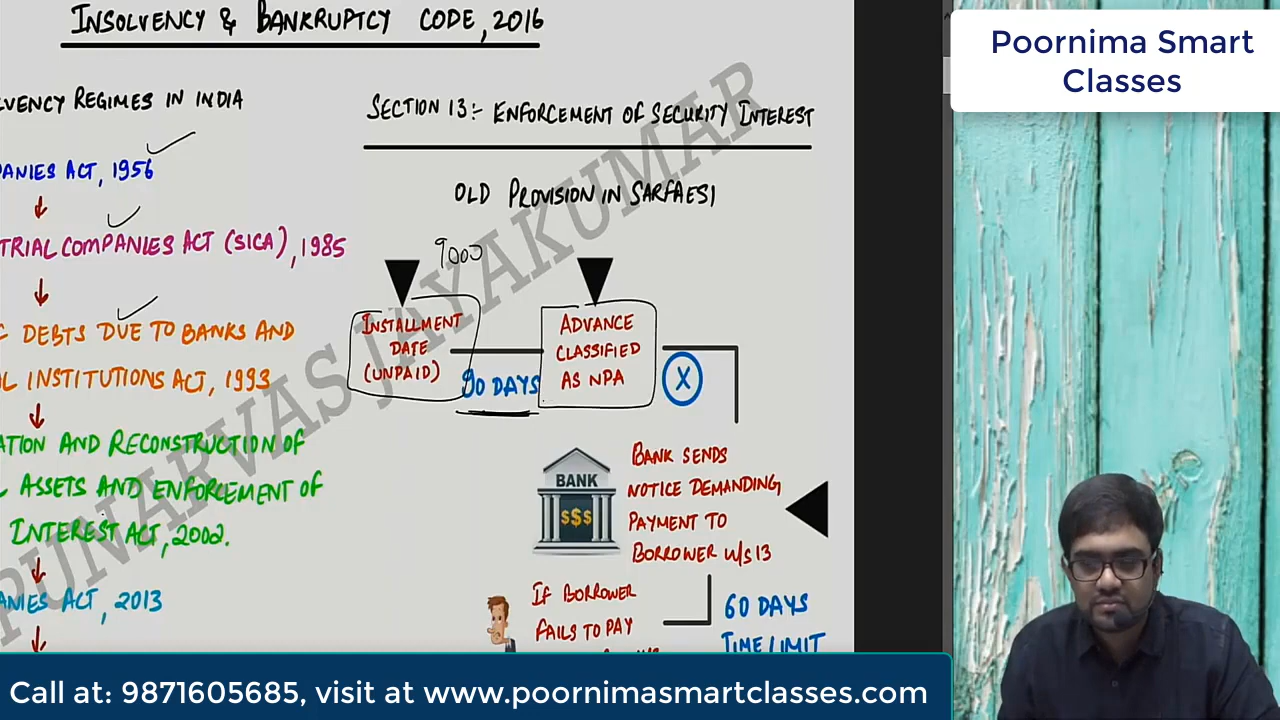 INSOLVENCY & BANKRUPTCY CODE, 2016
LVENCY REGIMES IN INDIA
PANIES ACT, 1956
TRIAL COMPANIES ACT (SICA), 1985
DEBTS DUE TO BANKS AND
INSTITUTIONS ACT, 1993
ATION AND RECONSTRUCTION OF
ASSETS AND ENFORCEMENT OF
INTEREST ACT, 2002.
ANIES ACT, 2013
SECTION 13:- ENFORCEMENT OF SECURITY INTEREST
OLD PROVISION IN SARFAESI
9000
INSTALLMENT
DATE
(UNPAID)
90 DAYS
ADVANCE
CLASSIFIED
AS NPA
X
BANK
$$$
BANK SENDS
NOTICE DEMANDING
PAYMENT TO
BORROWER U/S 13
IF BORROWER
FAILS TO PAY
60 DAYS
TIME LIMIT
PUNARVAS JAYAKUMAR
Poornima Smart
Classes
Call at: 9871605685, visit at www.poornimasmartclasses.com